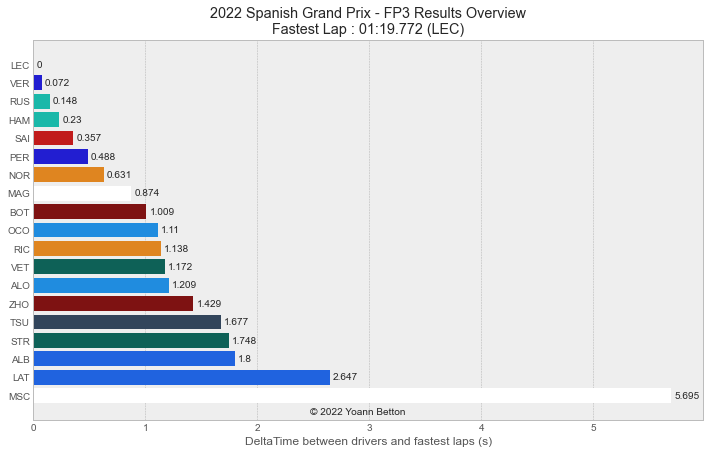 2022 Spanish Grand Prix - FP3 Results Overview
Fastest Lap : 01:19.772 (LEC)
LEC 0
VER 0.072
RUS 0.148
HAM 0.23
SAI 0.357
PER 0.488
NOR 0.631
MAG 0.874
BOT 1.009
OCO 1.11
RIC 1.138
VET 1.172
ALO 1.209
ZHO 1.429
TSU 1.677
STR 1.748
ALB 1.8
LAT 2.647
MSC 5.695
© 2022 Yoann Betton
0 1 2 3 4 5
DeltaTime between drivers and fastest laps (s)